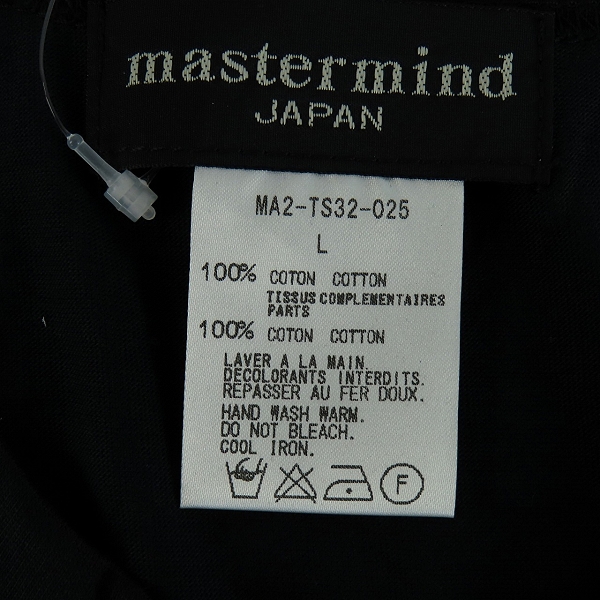 mastermind
JAPAN
MA2-TS32-025
L
100% COTON COTTON
TISSUS COMPLEMENTAIRES
PARTS
100% COTON COTTON
LAVER A LA MAIN.
DECOLORANTS INTERDITS.
REPASSER AU FER DOUX.
HAND WASH WARM.
DO NOT BLEACH.
COOL IRON.
F